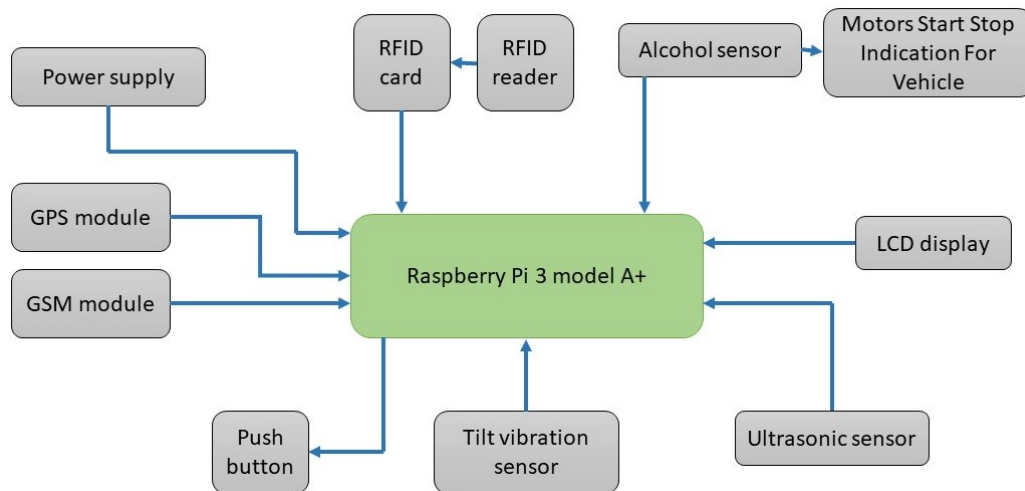 Power supply
RFID
card
RFID
reader
Alcohol sensor
Motors Start Stop
Indication For
Vehicle
GPS module
GSM module
Raspberry Pi 3 model A+
LCD display
Push
button
Tilt vibration
sensor
Ultrasonic sensor